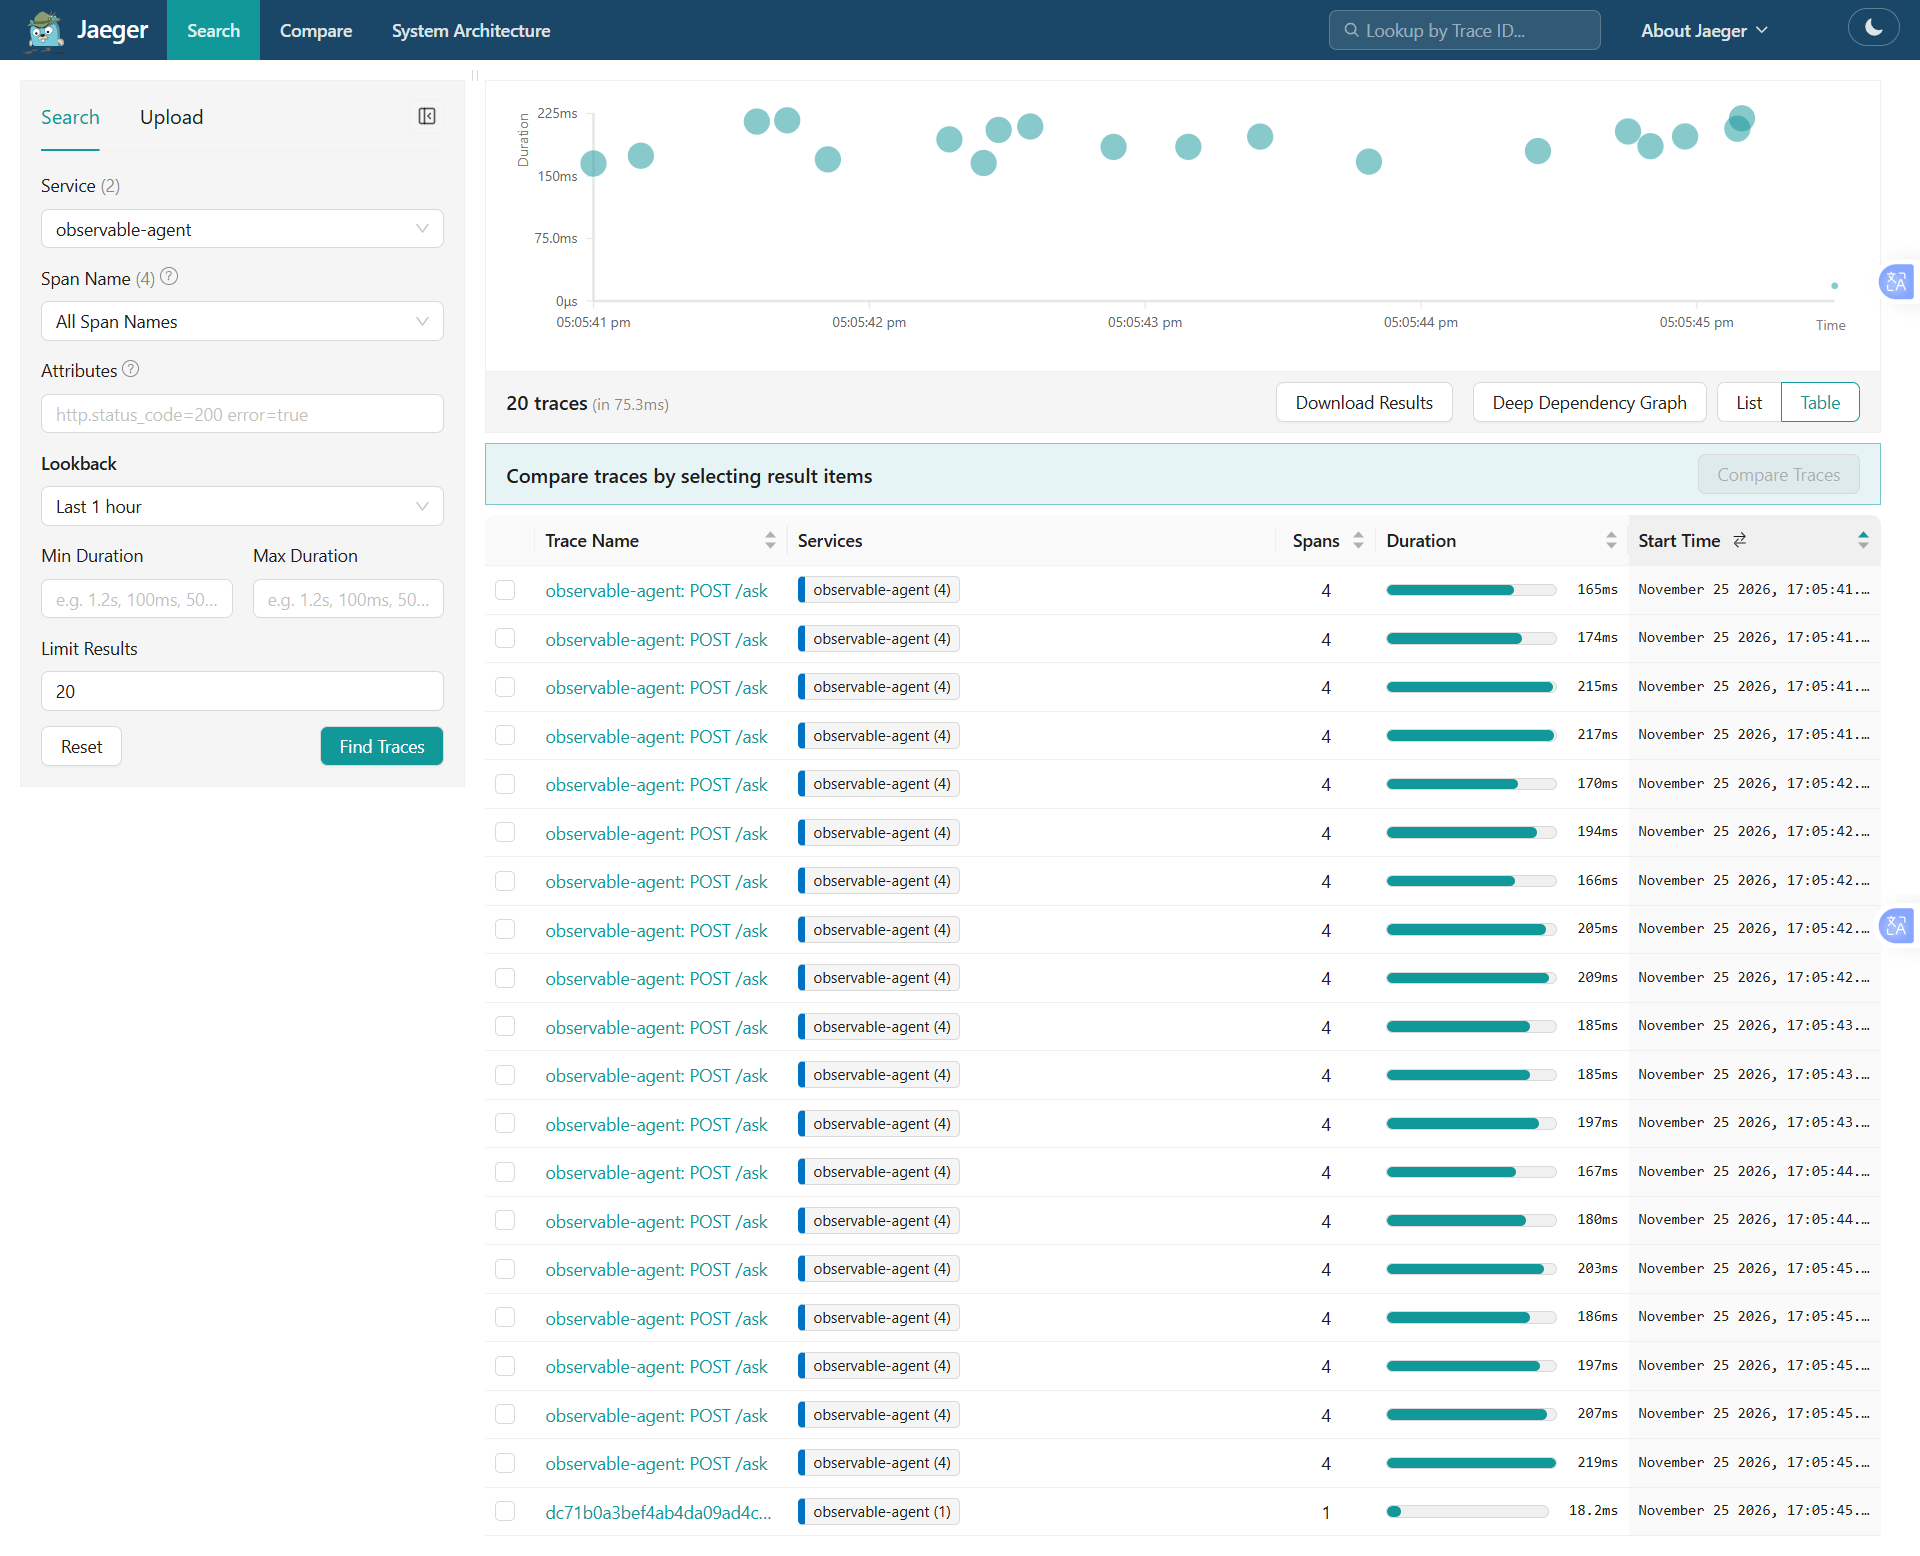 Jaeger
Search
Compare
System Architecture
Lookup by Trace ID...
About Jaeger
Search
Upload
Service (2)
observable-agent
Span Name (4)
All Span Names
Attributes
http.status_code=200 error=true
Lookback
Last 1 hour
Min Duration
Max Duration
e.g. 1.2s, 100ms, 50...
e.g. 1.2s, 100ms, 50...
Limit Results
20
Reset
Find Traces
Duration
225ms
150ms
75.0ms
0μs
05:05:41 pm
05:05:42 pm
05:05:43 pm
05:05:44 pm
05:05:45 pm
Time
20 traces (in 75.3ms)
Download Results
Deep Dependency Graph
List
Table
Compare traces by selecting result items
Compare Traces
Trace Name Services Spans Duration Start Time
observable-agent: POST /ask observable-agent (4) 4 165ms November 25 2026, 17:05:41.…
observable-agent: POST /ask observable-agent (4) 4 174ms November 25 2026, 17:05:41.…
observable-agent: POST /ask observable-agent (4) 4 215ms November 25 2026, 17:05:41.…
observable-agent: POST /ask observable-agent (4) 4 217ms November 25 2026, 17:05:41.…
observable-agent: POST /ask observable-agent (4) 4 170ms November 25 2026, 17:05:42.…
observable-agent: POST /ask observable-agent (4) 4 194ms November 25 2026, 17:05:42.…
observable-agent: POST /ask observable-agent (4) 4 166ms November 25 2026, 17:05:42.…
observable-agent: POST /ask observable-agent (4) 4 205ms November 25 2026, 17:05:42.…
observable-agent: POST /ask observable-agent (4) 4 209ms November 25 2026, 17:05:42.…
observable-agent: POST /ask observable-agent (4) 4 185ms November 25 2026, 17:05:43.…
observable-agent: POST /ask observable-agent (4) 4 185ms November 25 2026, 17:05:43.…
observable-agent: POST /ask observable-agent (4) 4 197ms November 25 2026, 17:05:43.…
observable-agent: POST /ask observable-agent (4) 4 167ms November 25 2026, 17:05:44.…
observable-agent: POST /ask observable-agent (4) 4 180ms November 25 2026, 17:05:44.…
observable-agent: POST /ask observable-agent (4) 4 203ms November 25 2026, 17:05:45.…
observable-agent: POST /ask observable-agent (4) 4 186ms November 25 2026, 17:05:45.…
observable-agent: POST /ask observable-agent (4) 4 197ms November 25 2026, 17:05:45.…
observable-agent: POST /ask observable-agent (4) 4 207ms November 25 2026, 17:05:45.…
observable-agent: POST /ask observable-agent (4) 4 219ms November 25 2026, 17:05:45.…
dc71b0a3bef4ab4da09ad4c... observable-agent (1) 1 18.2ms November 25 2026, 17:05:45.…